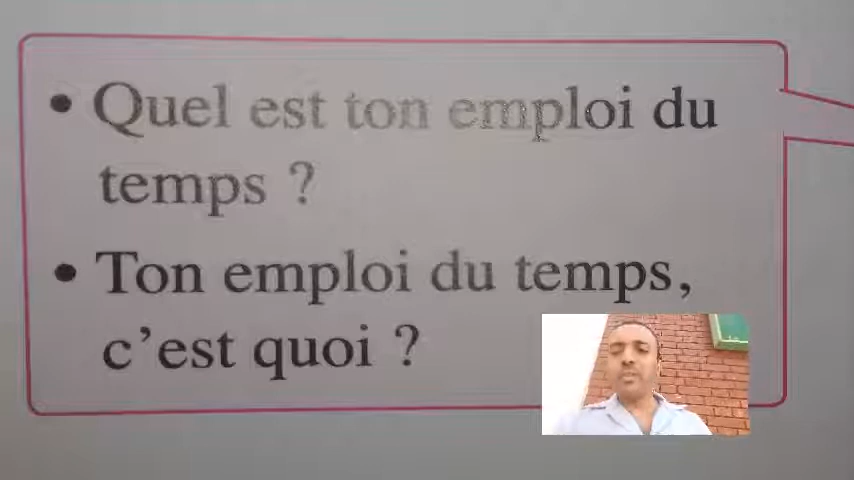 • Quel est ton emploi du
temps ?
• Ton emploi du temps,
c'est quoi ?